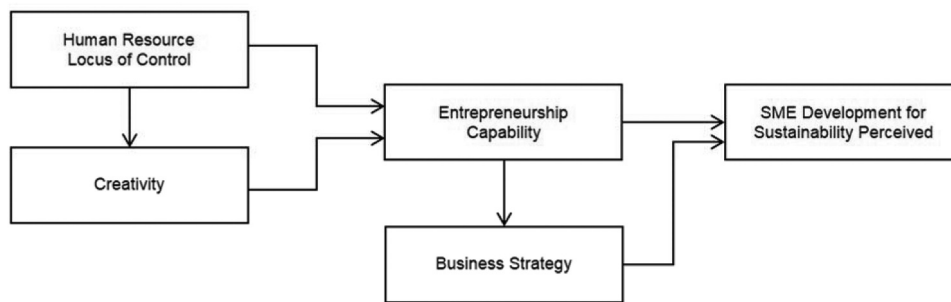 Human Resource
Locus of Control
Creativity
Entrepreneurship
Capability
Business Strategy
SME Development for
Sustainability Perceived